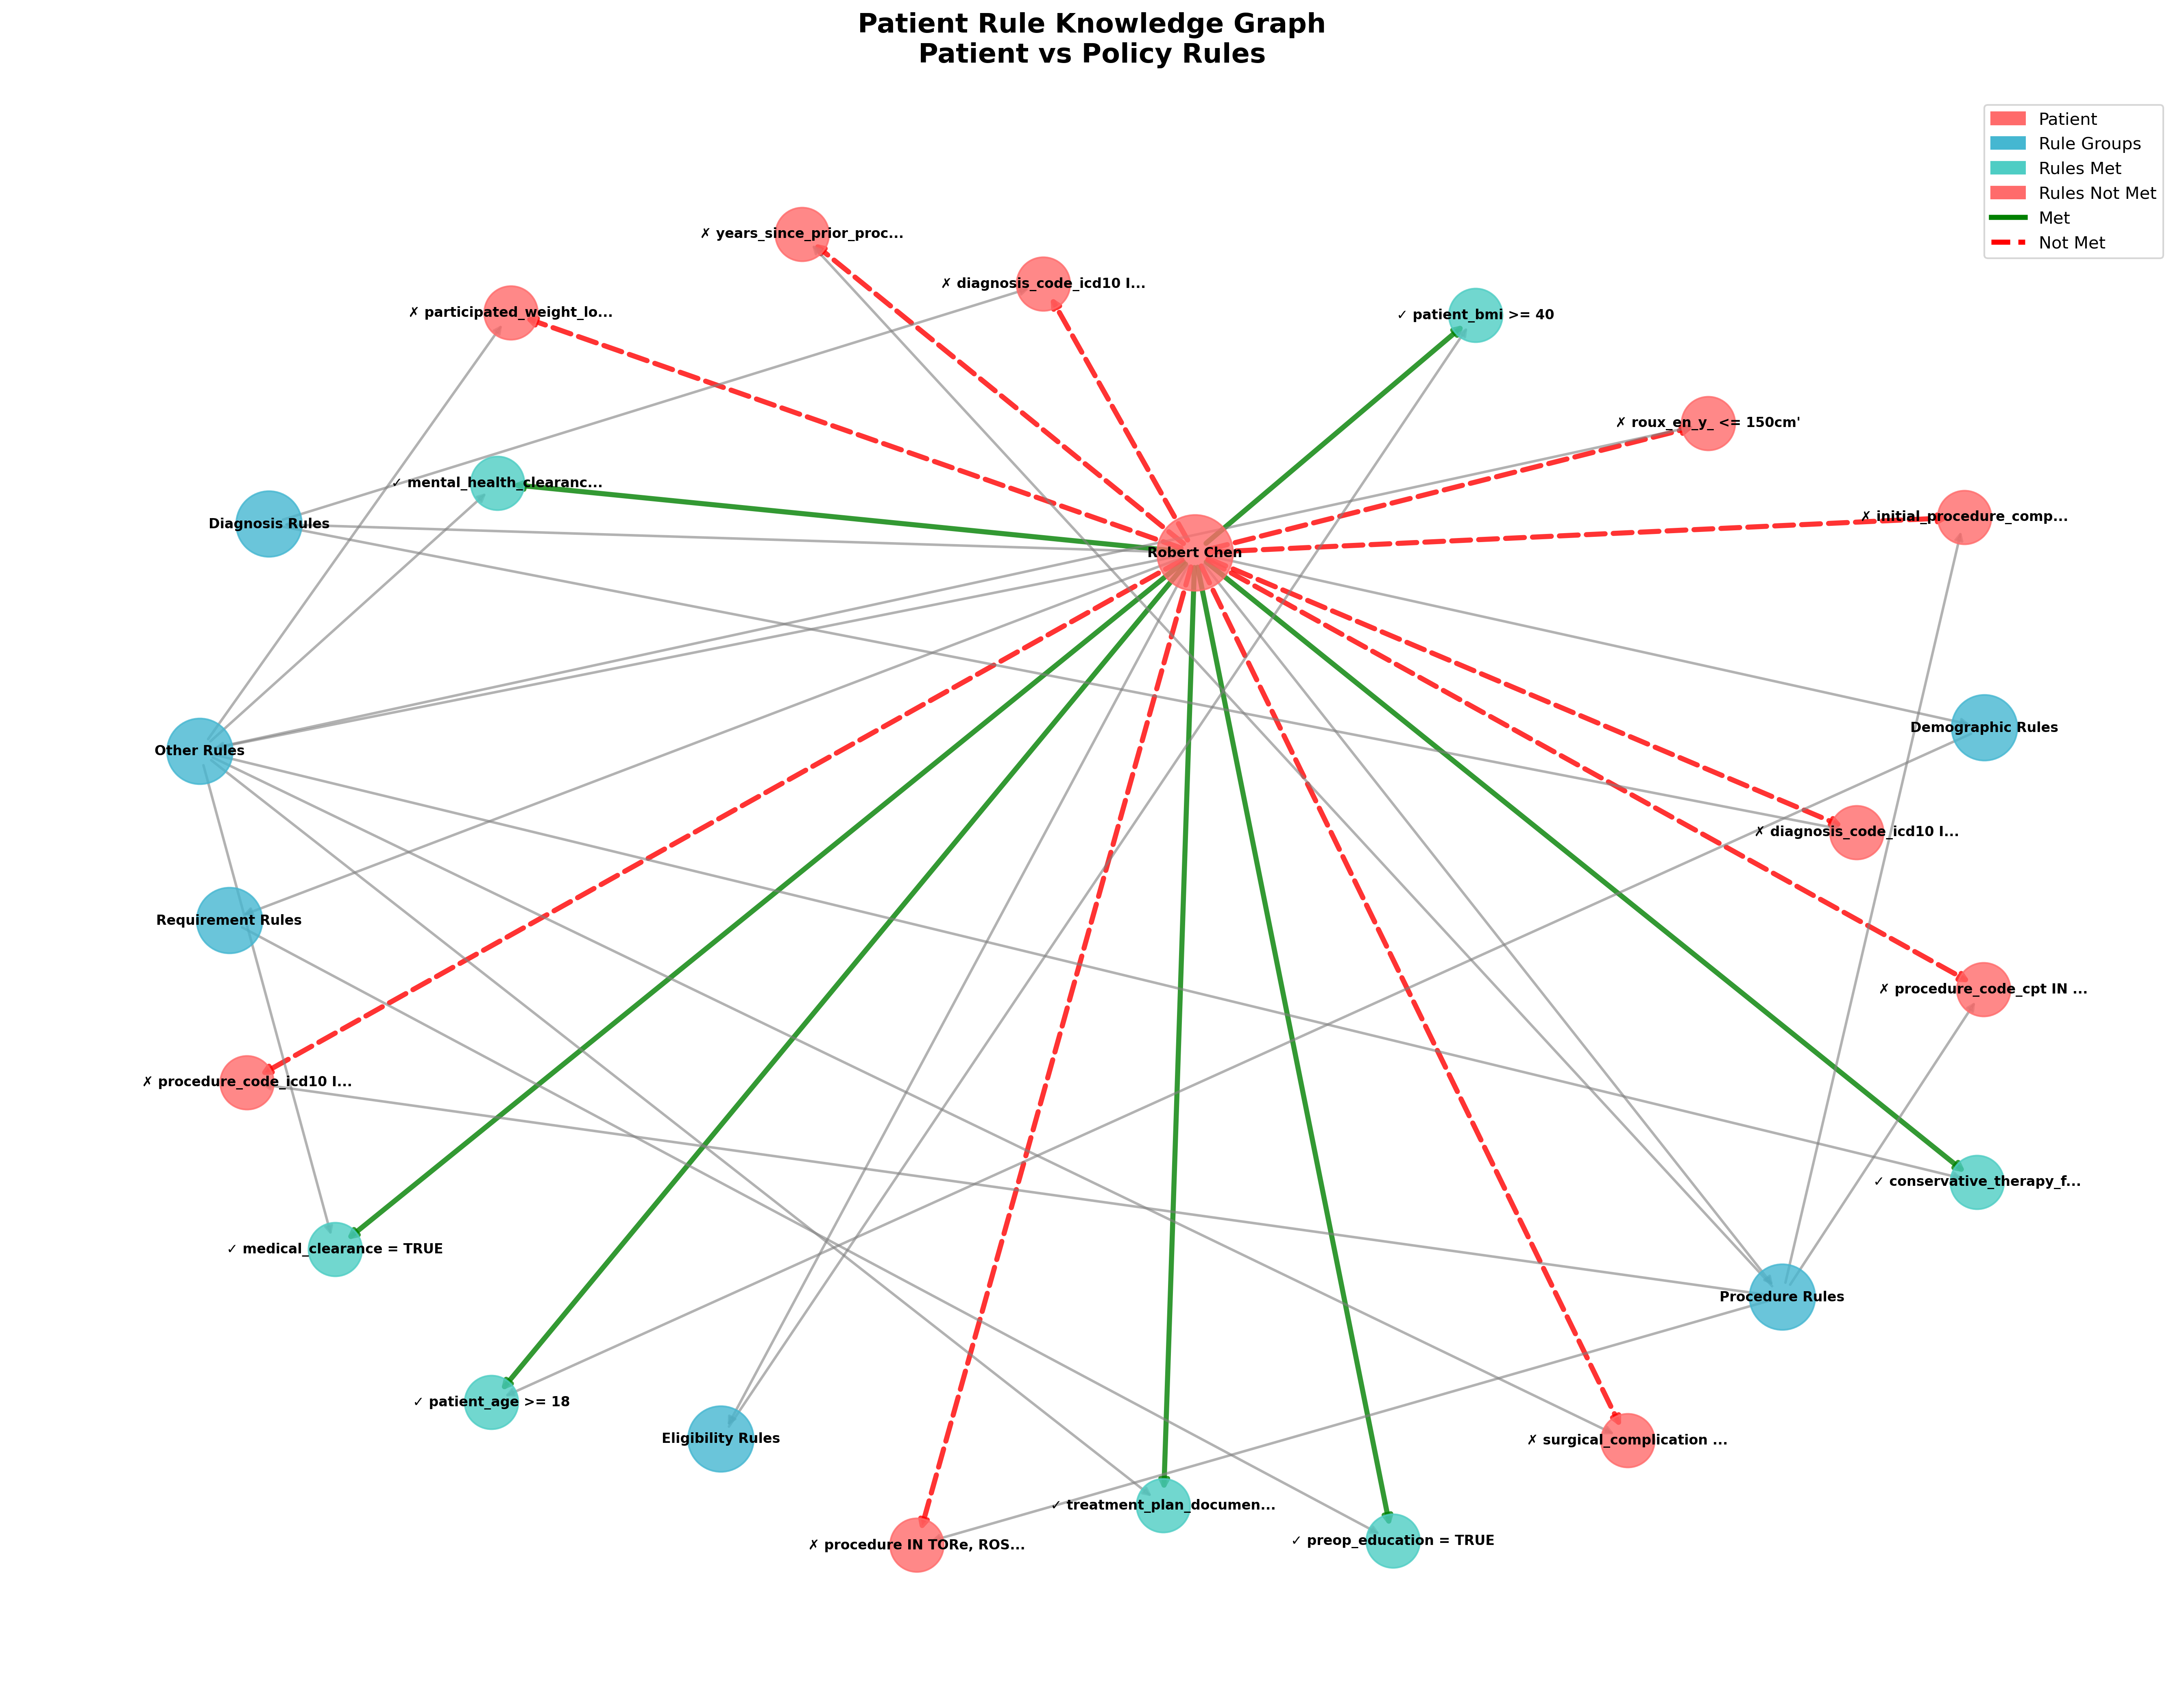 Patient Rule Knowledge Graph
Patient vs Policy Rules
Patient
Rule Groups
Rules Met
Rules Not Met
Met
Not Met
✗ years_since_prior_proc...
✗ diagnosis_code_icd10 I...
✗ participated_weight_lo...
✓ patient_bmi >= 40
✗ roux_en_y_ <= 150cm'
✓ mental_health_clearanc...
✗ initial_procedure_comp...
Diagnosis Rules
Robert Chen
Demographic Rules
Other Rules
✗ diagnosis_code_icd10 I...
Requirement Rules
✗ procedure_code_cpt IN ...
✗ procedure_code_icd10 I...
✓ conservative_therapy_f...
✓ medical_clearance = TRUE
Procedure Rules
✓ patient_age >= 18
Eligibility Rules
✗ surgical_complication ...
✓ treatment_plan_documen...
✗ procedure IN TORe, ROS...
✓ preop_education = TRUE